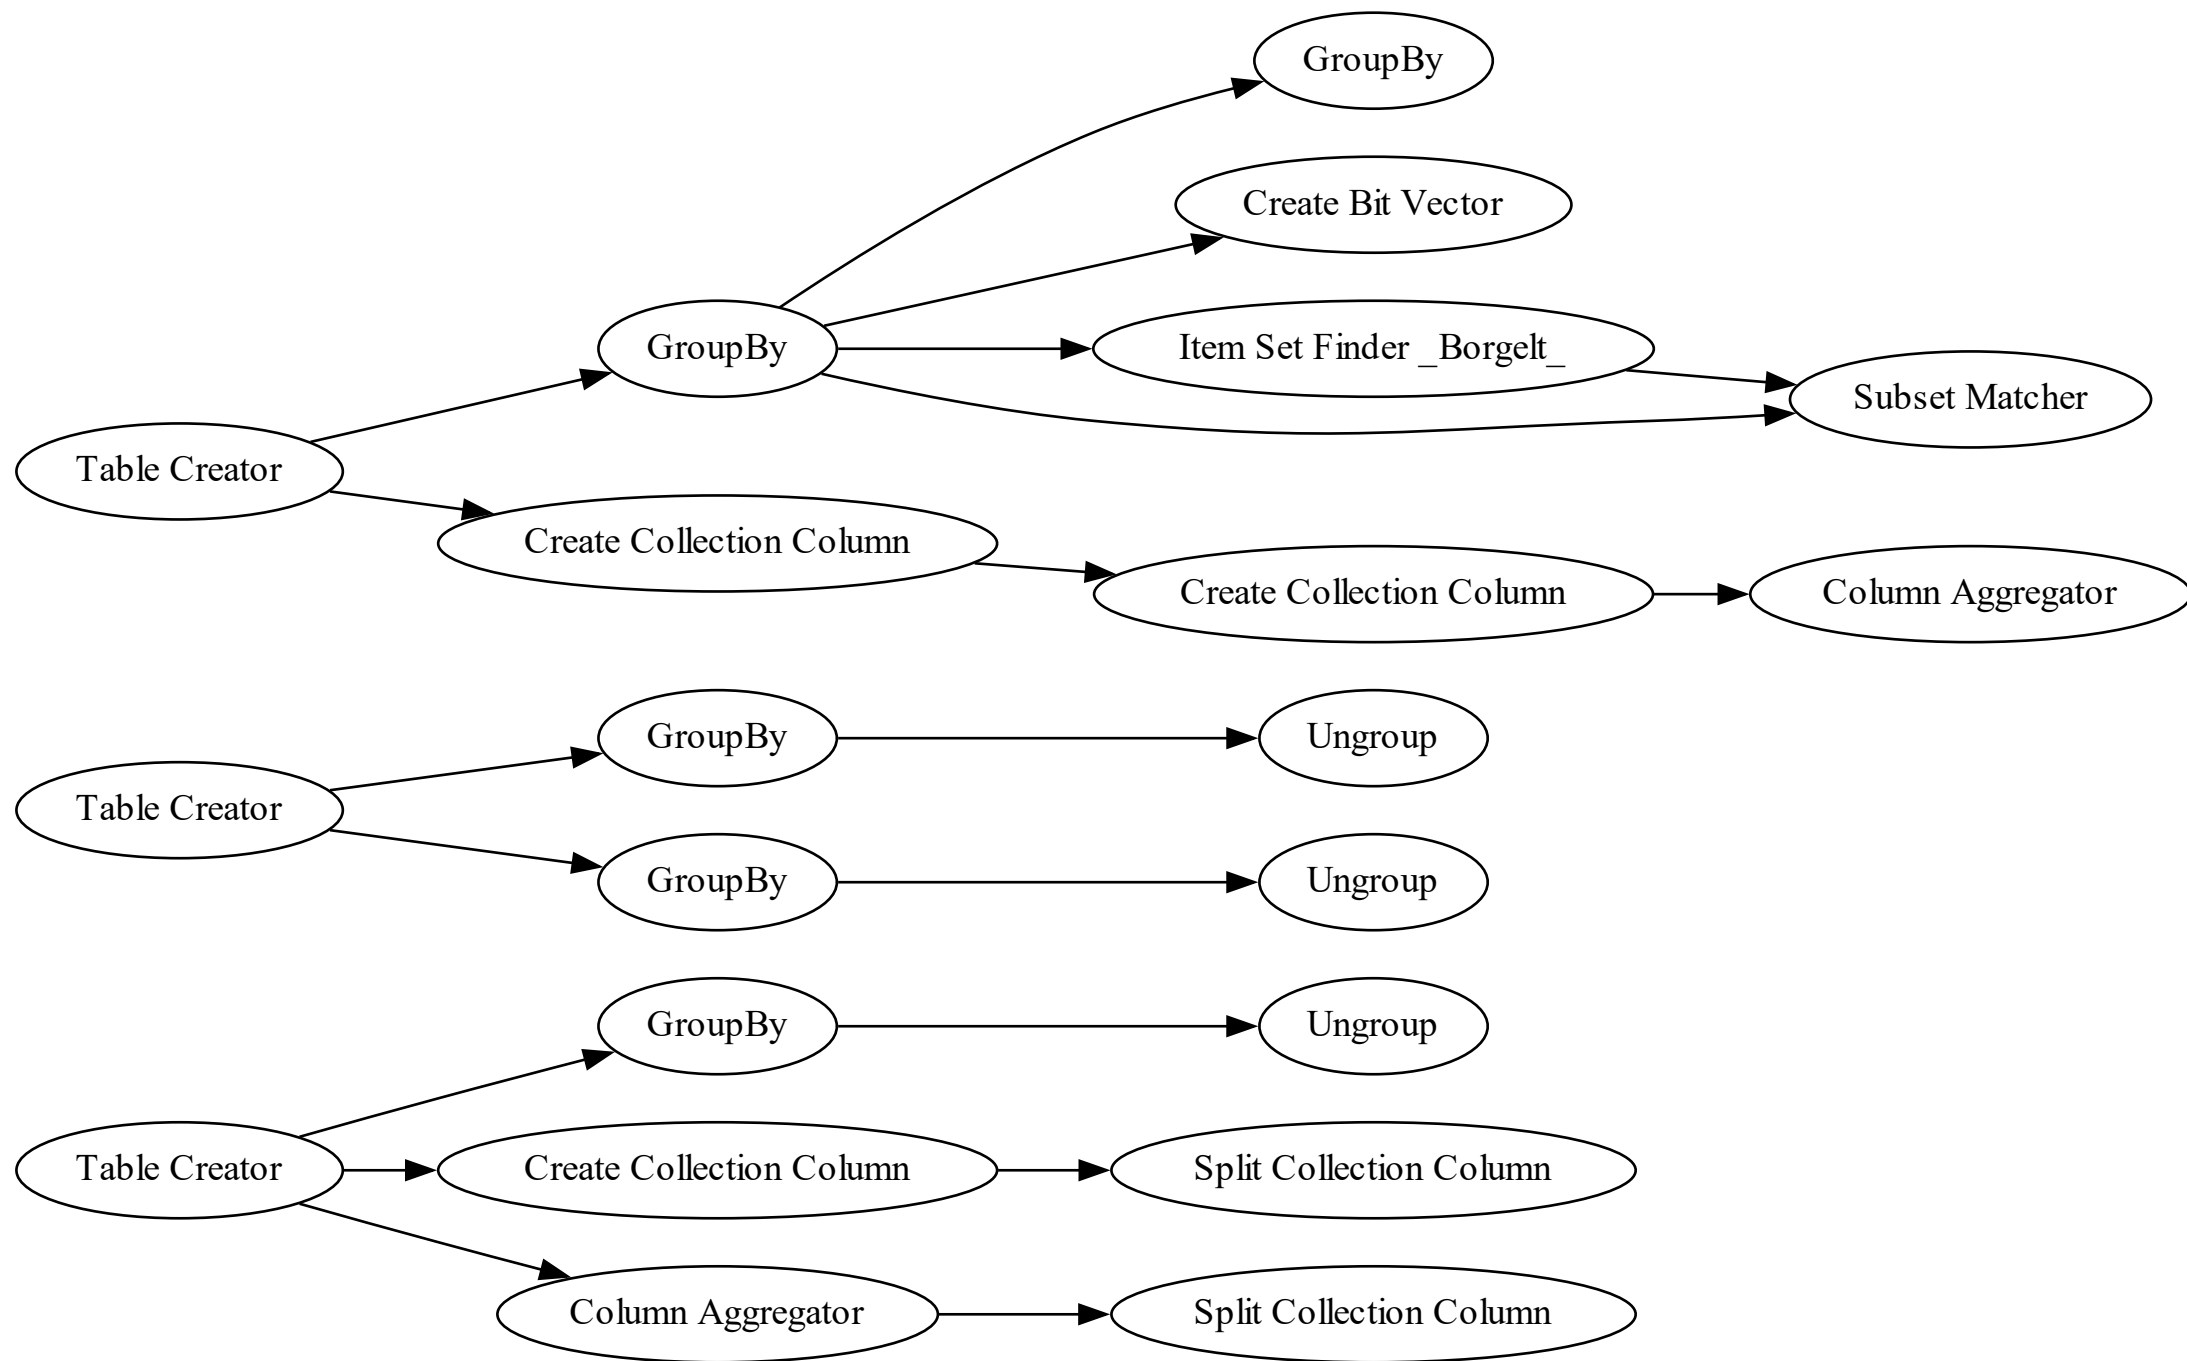 GroupBy
Create Bit Vector
GroupBy
Item Set Finder _Borgelt_
Subset Matcher
Table Creator
Create Collection Column
Create Collection Column
Column Aggregator
GroupBy
Ungroup
Table Creator
GroupBy
Ungroup
GroupBy
Ungroup
Table Creator
Create Collection Column
Split Collection Column
Column Aggregator
Split Collection Column